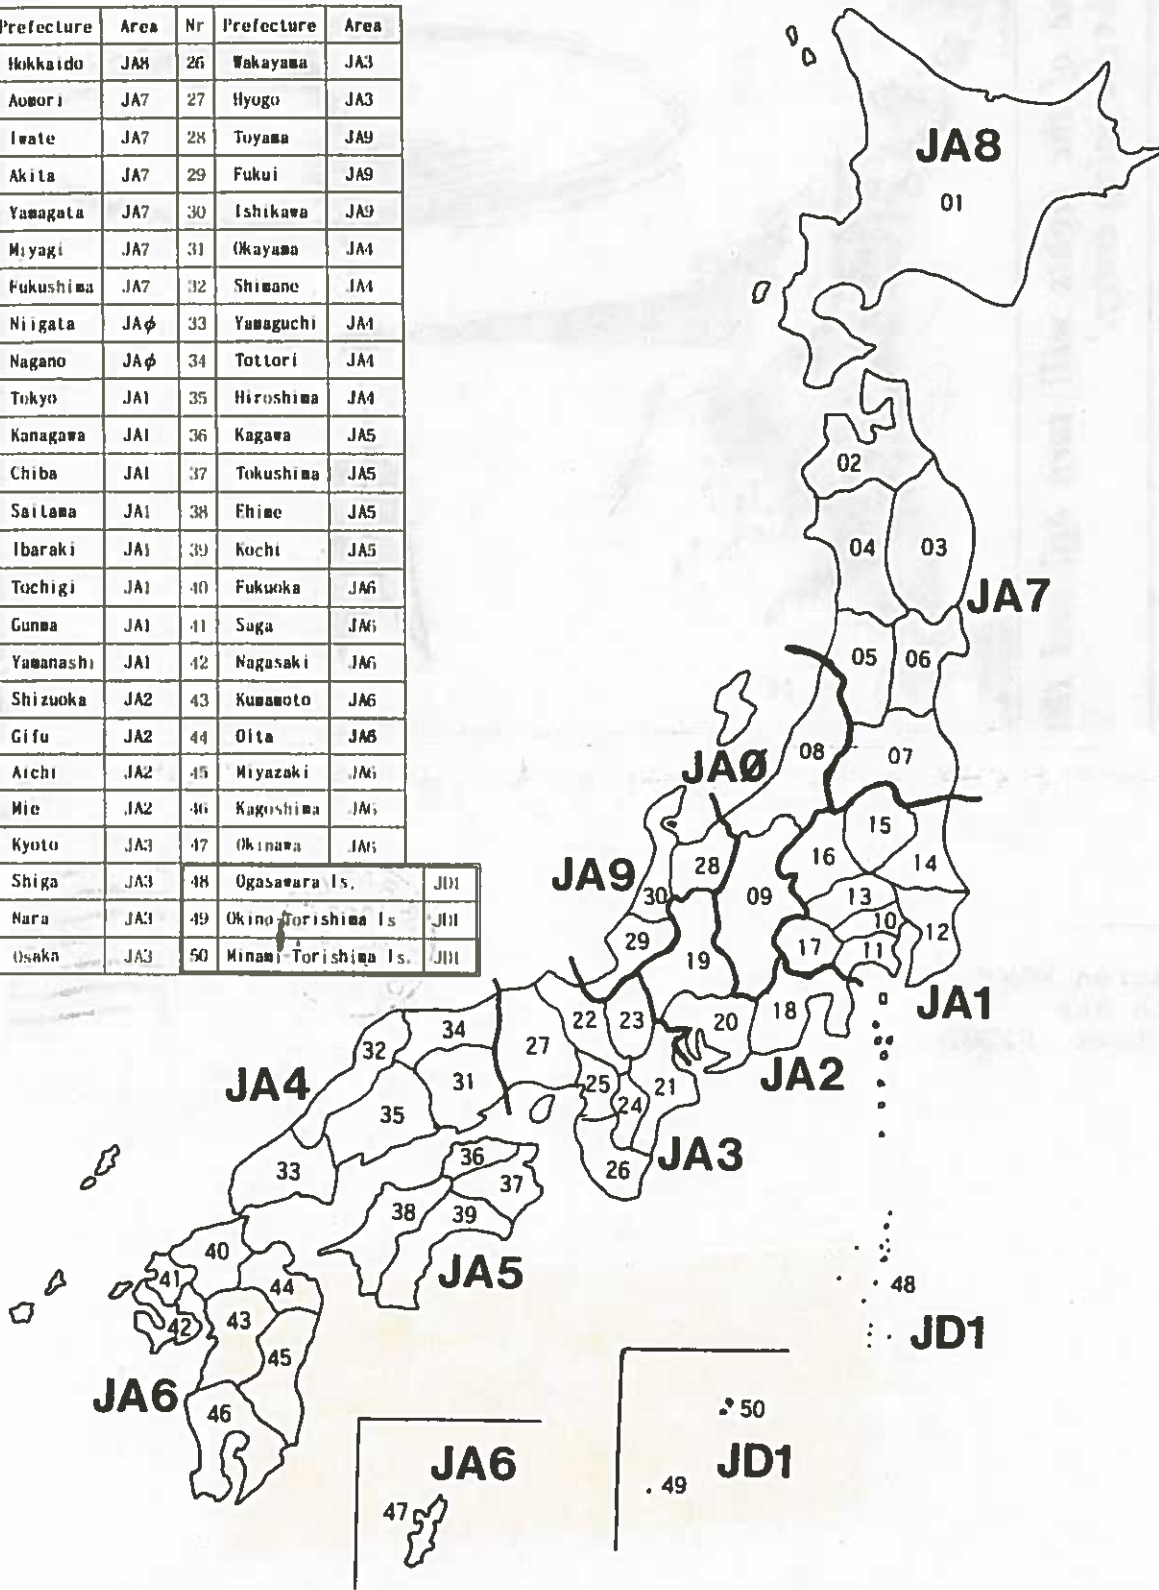 Prefecture Area Nr Prefecture Area
Hokkaido JA8 26 Wakayama JA3
Aomori JA7 27 Hyogo JA3
Iwate JA7 28 Toyama JA9
Akita JA7 29 Fukui JA9
Yamagata JA7 30 Ishikawa JA9
Miyagi JA7 31 Okayama JA4
Fukushima JA7 32 Shimane JA4
Niigata JAφ 33 Yamaguchi JA4
Nagano JAφ 34 Tottori JA4
Tokyo JA1 35 Hiroshima JA4
Kanagawa JA1 36 Kagawa JA5
Chiba JA1 37 Tokushima JA5
Saitama JA1 38 Ehime JA5
Ibaraki JA1 39 Kochi JA5
Tochigi JA1 40 Fukuoka JA6
Gunma JA1 41 Saga JA6
Yamanashi JA1 42 Nagasaki JA6
Shizuoka JA2 43 Kumamoto JA6
Gifu JA2 44 Oita JA6
Aichi JA2 45 Miyazaki JA6
Mie JA2 46 Kagoshima JA6
Kyoto JA3 47 Okinawa JA6
Shiga JA3 48 Ogasawara Is. JD1
Nara JA3 49 Okino-Torishima Is JD1
Osaka JA3 50 Minami-Torishima Is. JD1
JA8
01
02
04 03
JA7
05 06
08 07
JAØ
15
16 14
28
JA9
09 13
30 10
12
29 17 11
19
JA1
18
22 23 20
34
27
32
JA2
31 25 21
JA4
35 24
JA3
36 26
33
37
38 39
40
41 44
JA5
48
43
42
JD1
45
JA6
46
50
JA6
JD1
49
47